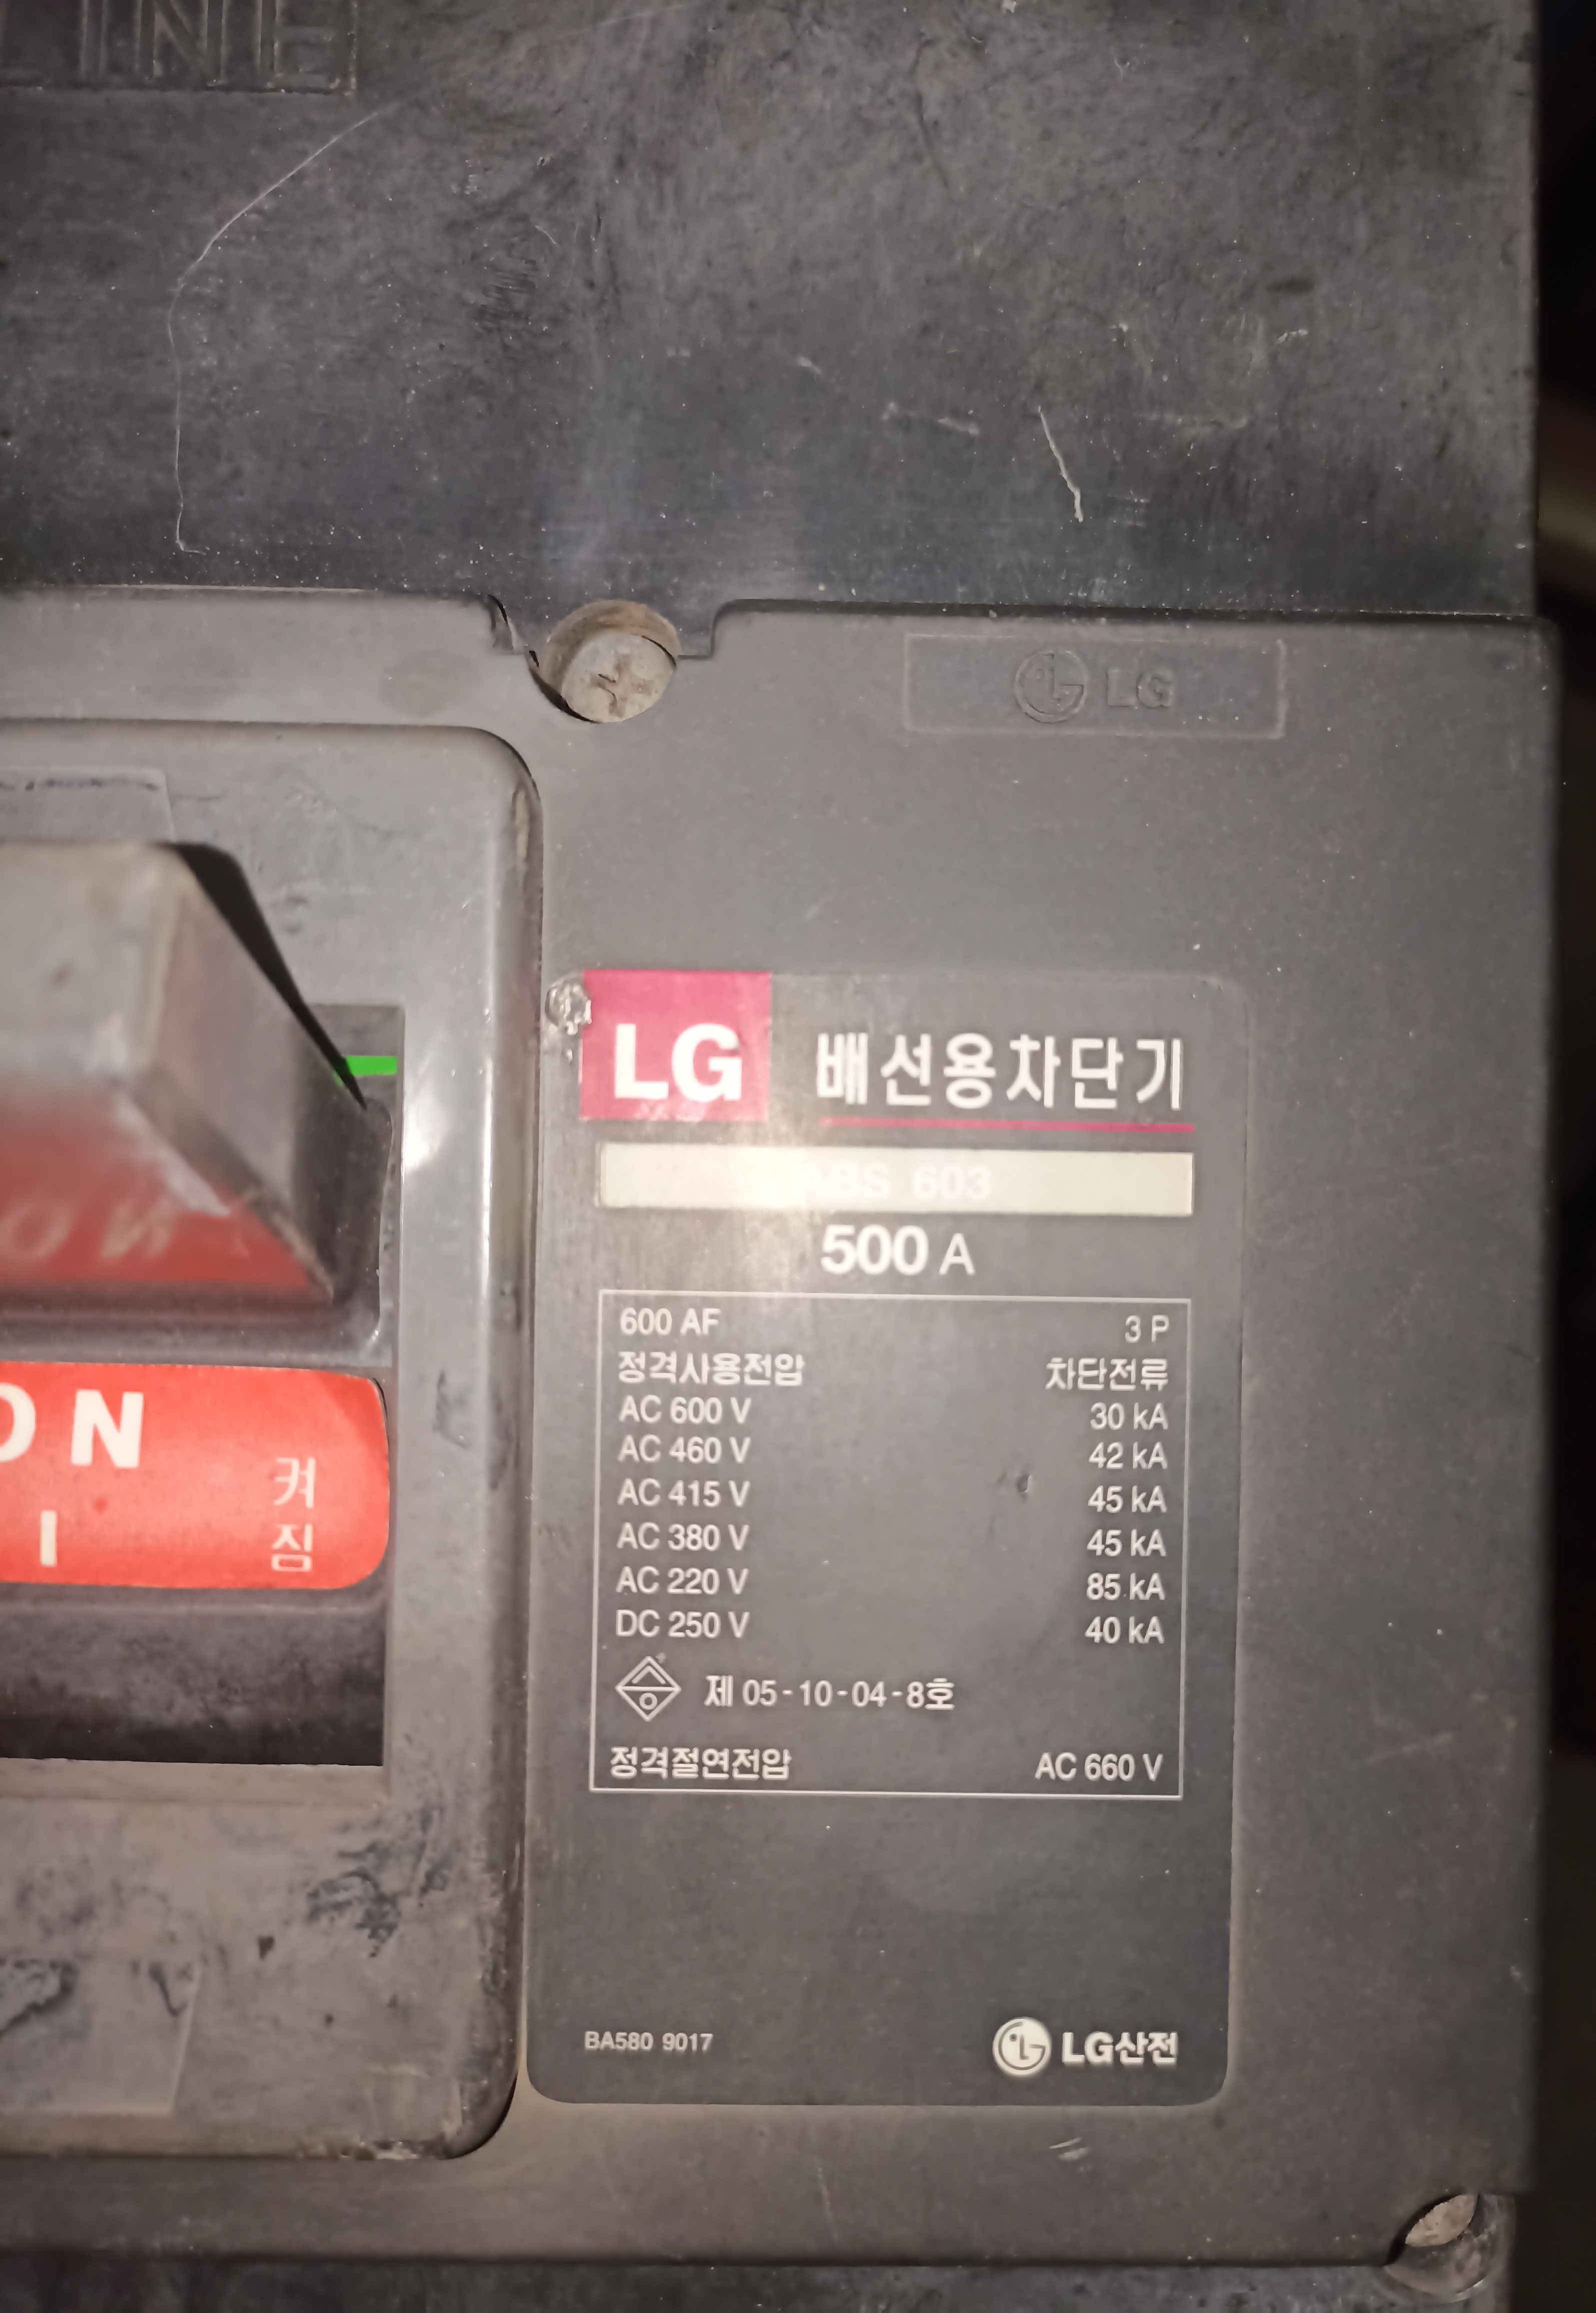 LINE
LG
LG 배선용차단기
ABS 603
500 A
600 AF 3 P
정격사용전압 차단전류
AC 600 V 30 kA
AC 460 V 42 kA
AC 415 V 45 kA
AC 380 V 45 kA
AC 220 V 85 kA
DC 250 V 40 kA
제 05-10-04-8호
정격절연전압 AC 660 V
BA580 9017 LG산전
ON
I
켜짐